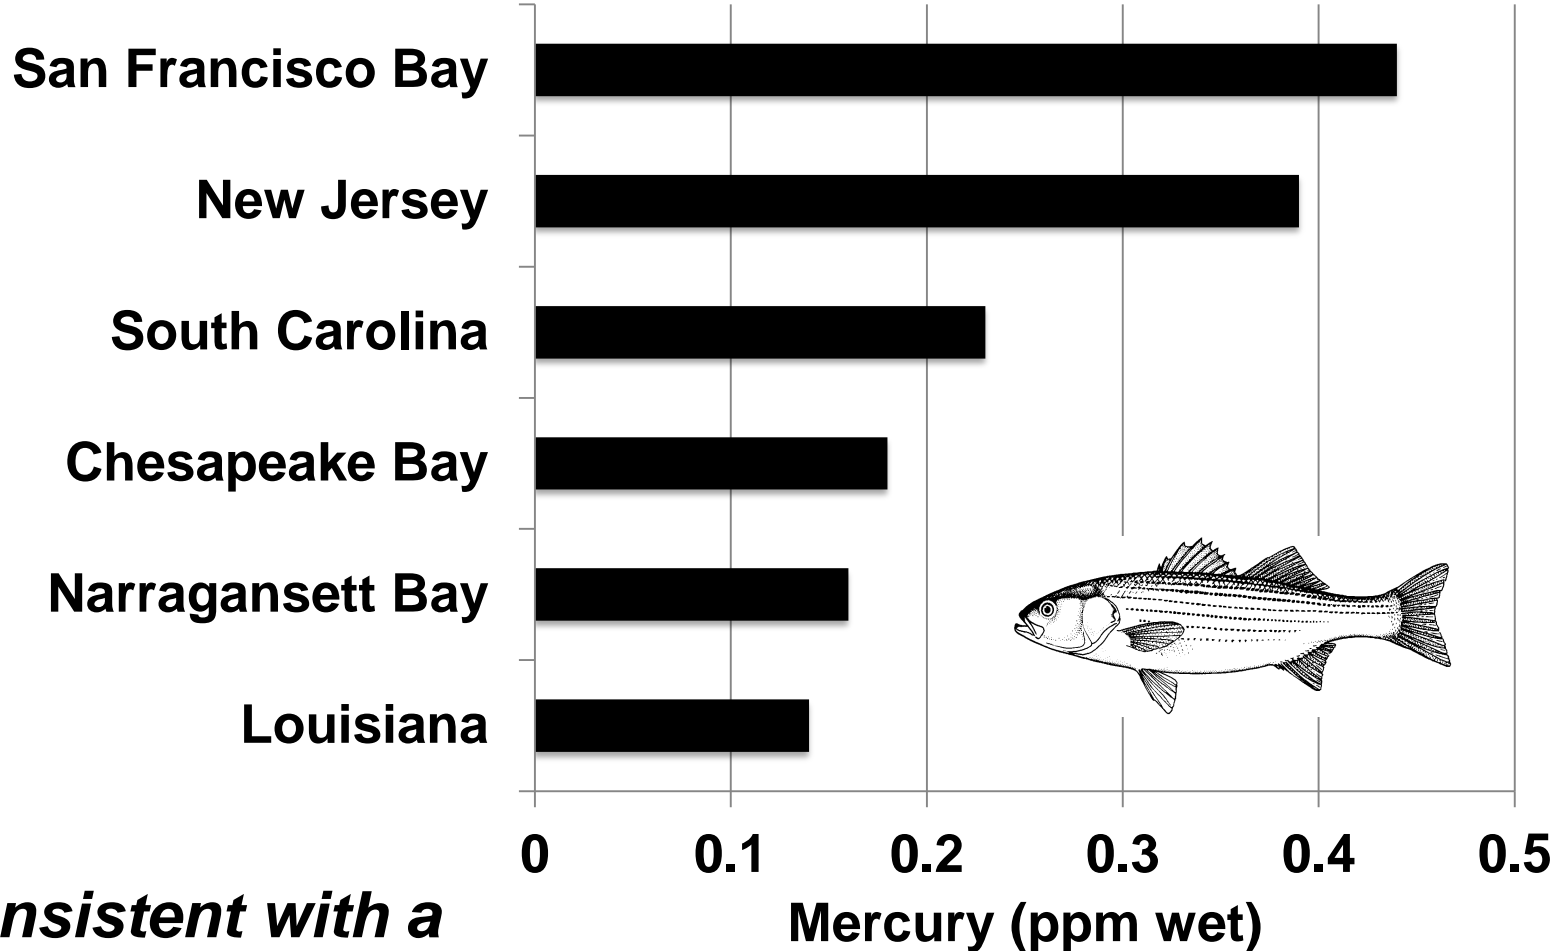 San Francisco Bay
New Jersey
South Carolina
Chesapeake Bay
Narragansett Bay
Louisiana
0 0.1 0.2 0.3 0.4 0.5
Mercury (ppm wet)
nsistent with a